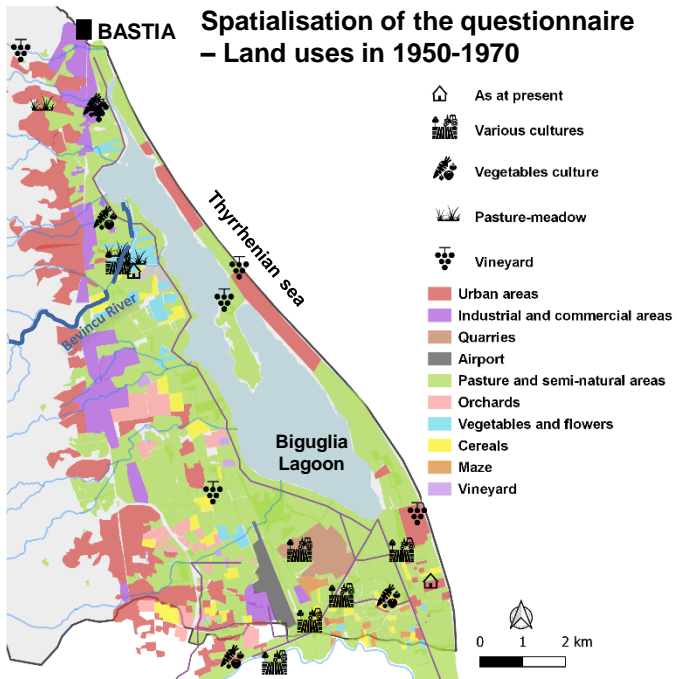 Spatialisation of the questionnaire
– Land uses in 1950-1970
BASTIA
As at present
Various cultures
Vegetables culture
Pasture-meadow
Vineyard
Urban areas
Industrial and commercial areas
Quarries
Airport
Pasture and semi-natural areas
Orchards
Vegetables and flowers
Cereals
Maze
Vineyard
Thyrrhenian sea
Bevincu River
Biguglia
Lagoon
0 1 2 km